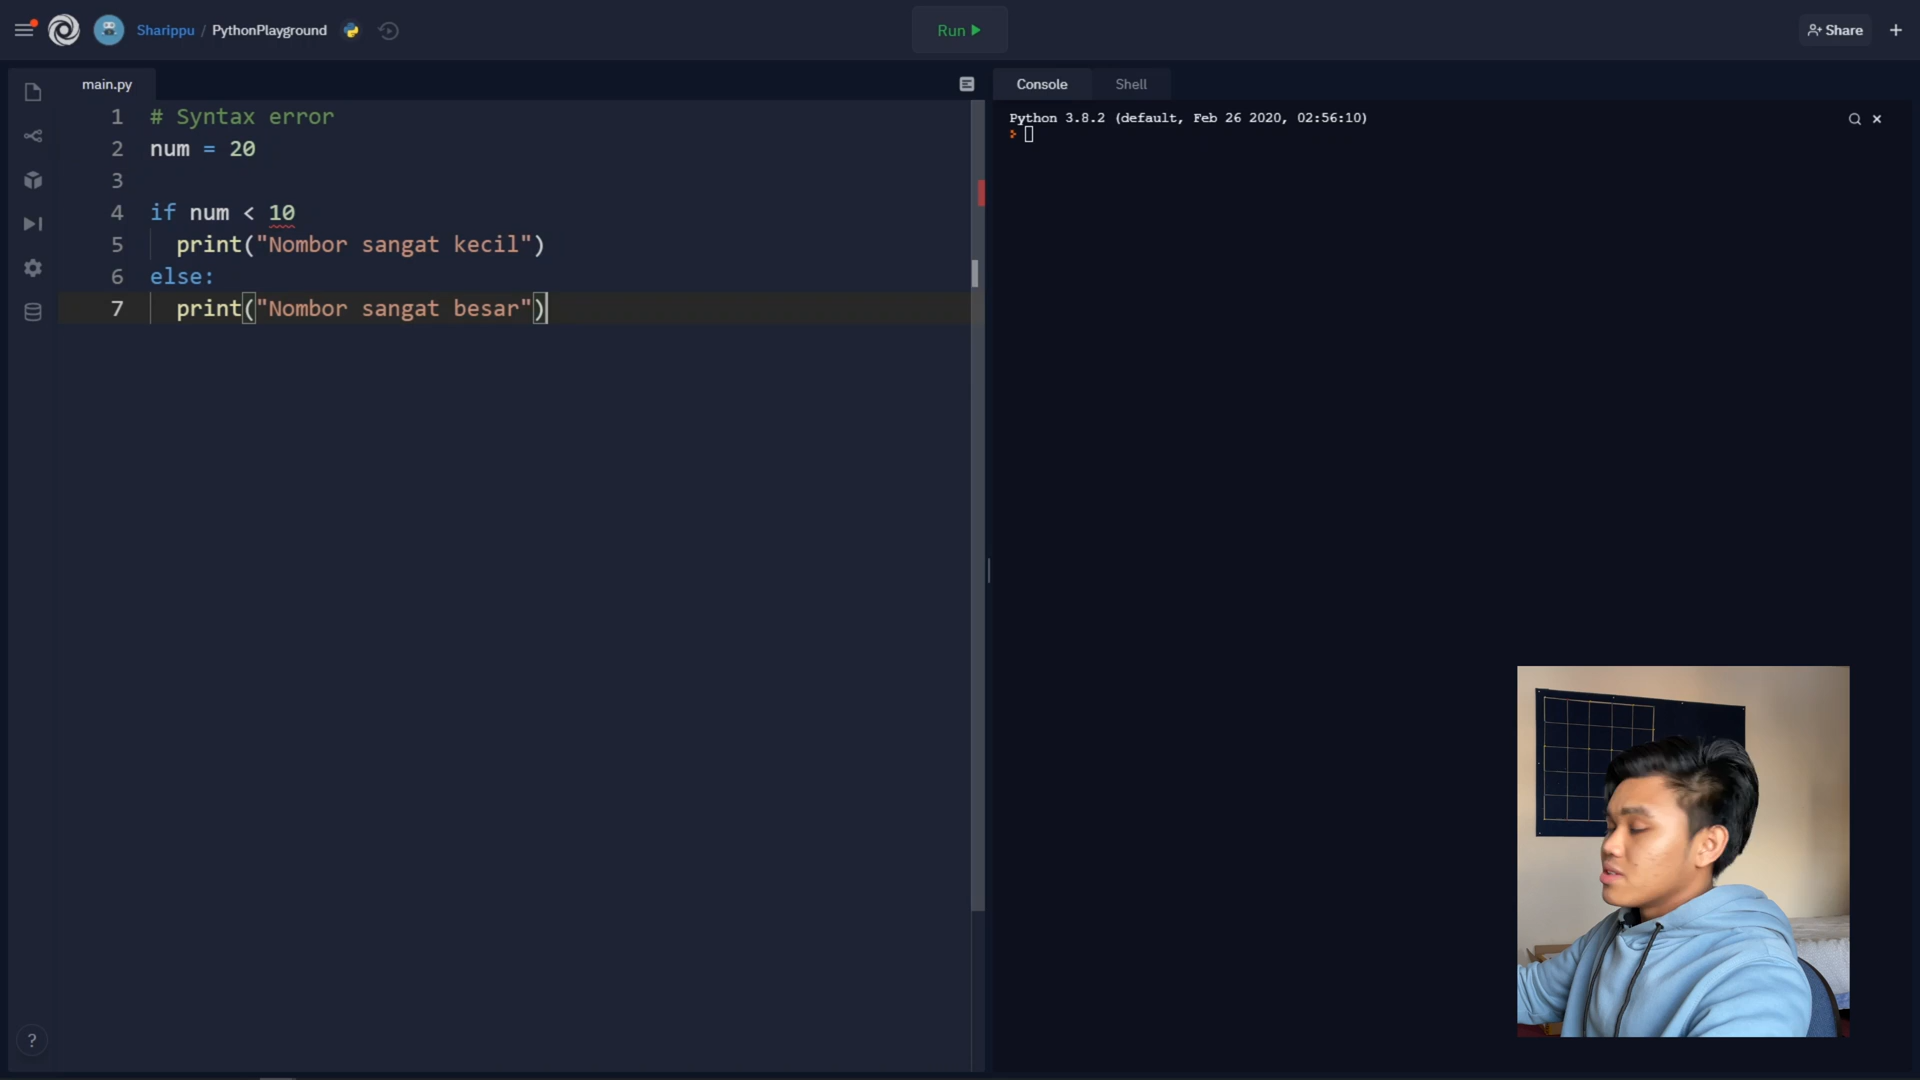 Sharippu / PythonPlayground
Run
Share
main.py
Console
Shell
1 # Syntax error
2 num = 20
3
4 if num < 10
5 print("Nombor sangat kecil")
6 else:
7 print("Nombor sangat besar")
Python 3.8.2 (default, Feb 26 2020, 02:56:10)
?